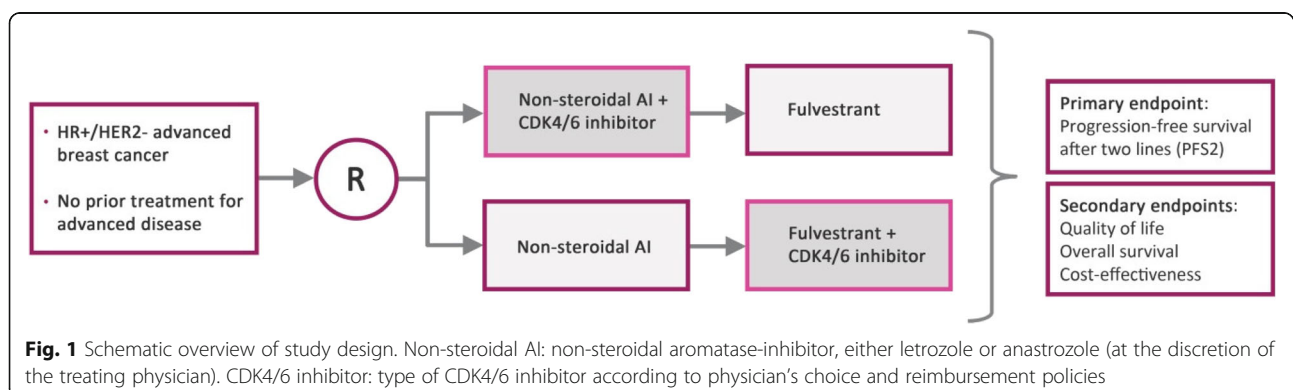 • HR+/HER2- advanced
breast cancer
• No prior treatment for
advanced disease
R
Non-steroidal AI +
CDK4/6 inhibitor
Fulvestrant
Non-steroidal AI
Fulvestrant +
CDK4/6 inhibitor
Primary endpoint:
Progression-free survival
after two lines (PFS2)
Secondary endpoints:
Quality of life
Overall survival
Cost-effectiveness
Fig. 1 Schematic overview of study design. Non-steroidal AI: non-steroidal aromatase-inhibitor, either letrozole or anastrozole (at the discretion of
the treating physician). CDK4/6 inhibitor: type of CDK4/6 inhibitor according to physician's choice and reimbursement policies